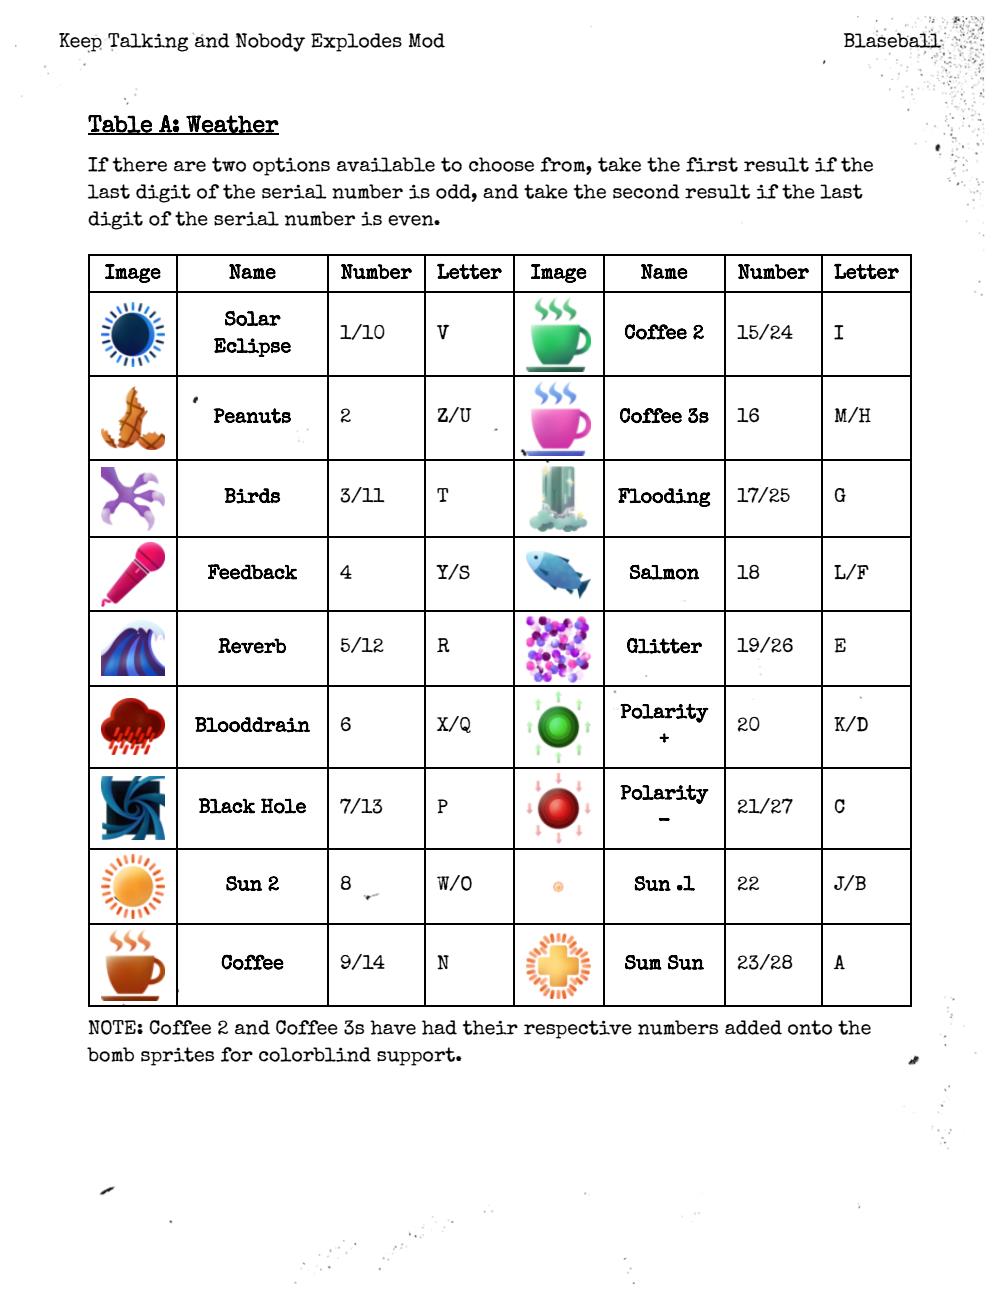 Keep Talking and Nobody Explodes Mod Blaseball
Table A: Weather
If there are two options available to choose from, take the first result if the
last digit of the serial number is odd, and take the second result if the last
digit of the serial number is even.
Image Name Number Letter Image Name Number Letter
Solar Eclipse 1/10 V Coffee 2 15/24 I
Peanuts 2 Z/U Coffee 3s 16 M/H
Birds 3/11 T Flooding 17/25 G
Feedback 4 Y/S Salmon 18 L/F
Reverb 5/12 R Glitter 19/26 E
Blooddrain 6 X/Q Polarity + 20 K/D
Black Hole 7/13 P Polarity - 21/27 C
Sun 2 8 W/O Sun .1 22 J/B
Coffee 9/14 N Sum Sun 23/28 A
NOTE: Coffee 2 and Coffee 3s have had their respective numbers added onto the
bomb sprites for colorblind support.